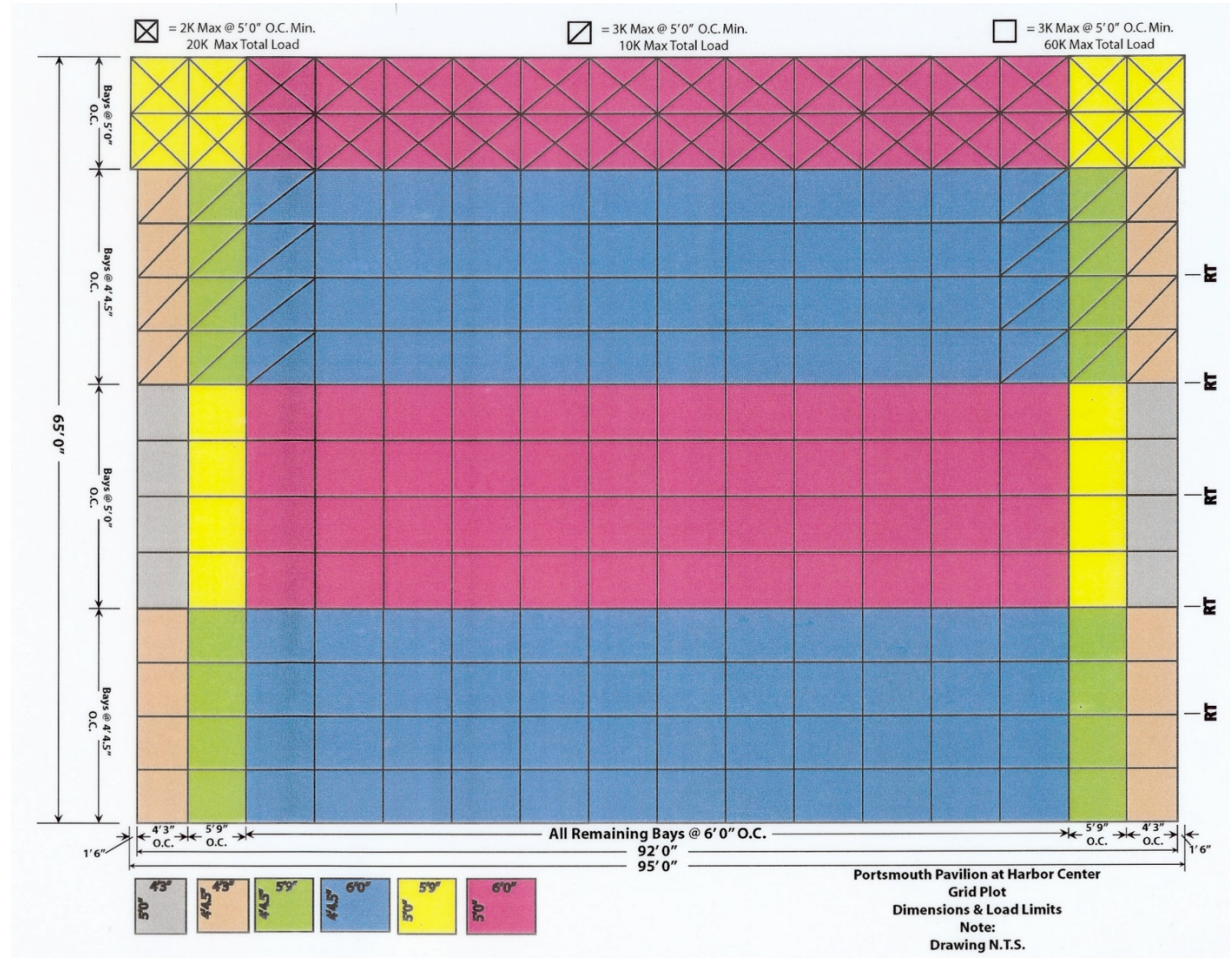 = 2K Max @ 5'0" O.C. Min.
20K Max Total Load
= 3K Max @ 5'0" O.C. Min.
10K Max Total Load
= 3K Max @ 5'0" O.C. Min.
60K Max Total Load
Bays @ 5'0"
O.C.
Bays @ 4'4.5"
O.C.
65'0"
Bays @ 5'0"
O.C.
Bays @ 4'4.5"
O.C.
RT
RT
RT
RT
RT
4'3"
O.C.
5'9"
O.C.
All Remaining Bays @ 6'0" O.C.
5'9"
O.C.
4'3"
O.C.
1'6"
92'0"
1'6"
95'0"
4'3"
5'0"
4'3"
4'4.5"
5'9"
4'4.5"
6'0"
4'4.5"
5'9"
5'0"
6'0"
5'0"
Portsmouth Pavilion at Harbor Center
Grid Plot
Dimensions & Load Limits
Note:
Drawing N.T.S.